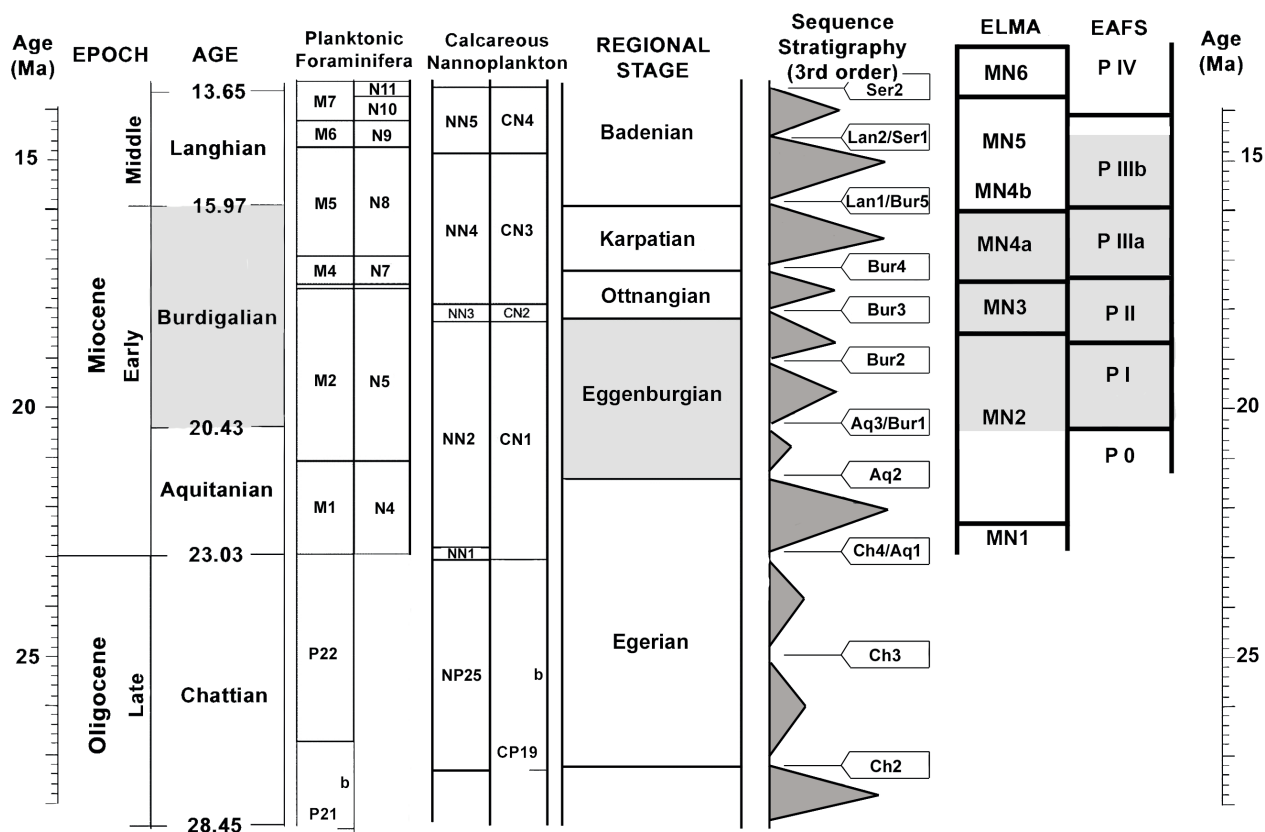 Age
(Ma)
EPOCH
AGE
Planktonic
Foraminifera
Calcareous
Nannoplankton
REGIONAL
STAGE
Sequence
Stratigraphy
(3rd order)
ELMA
EAFS
Age
(Ma)
15
20
25
Miocene
Oligocene
Middle
Early
Late
13.65
Langhian
15.97
Burdigalian
20.43
Aquitanian
23.03
Chattian
28.45
M7
M6
M5
M4
M2
M1
P22
b
P21
N11
N10
N9
N8
N7
N5
N4
NN5
NN4
NN3
NN2
NN1
NP25
CN4
CN3
CN2
CN1
b
CP19
Badenian
Karpatian
Ottnangian
Eggenburgian
Egerian
Ser2
Lan2/Ser1
Lan1/Bur5
Bur4
Bur3
Bur2
Aq3/Bur1
Aq2
Ch4/Aq1
Ch3
Ch2
MN6
MN5
MN4b
MN4a
MN3
MN2
MN1
P IV
P IIIb
P IIIa
P II
P I
P 0
15
20
25